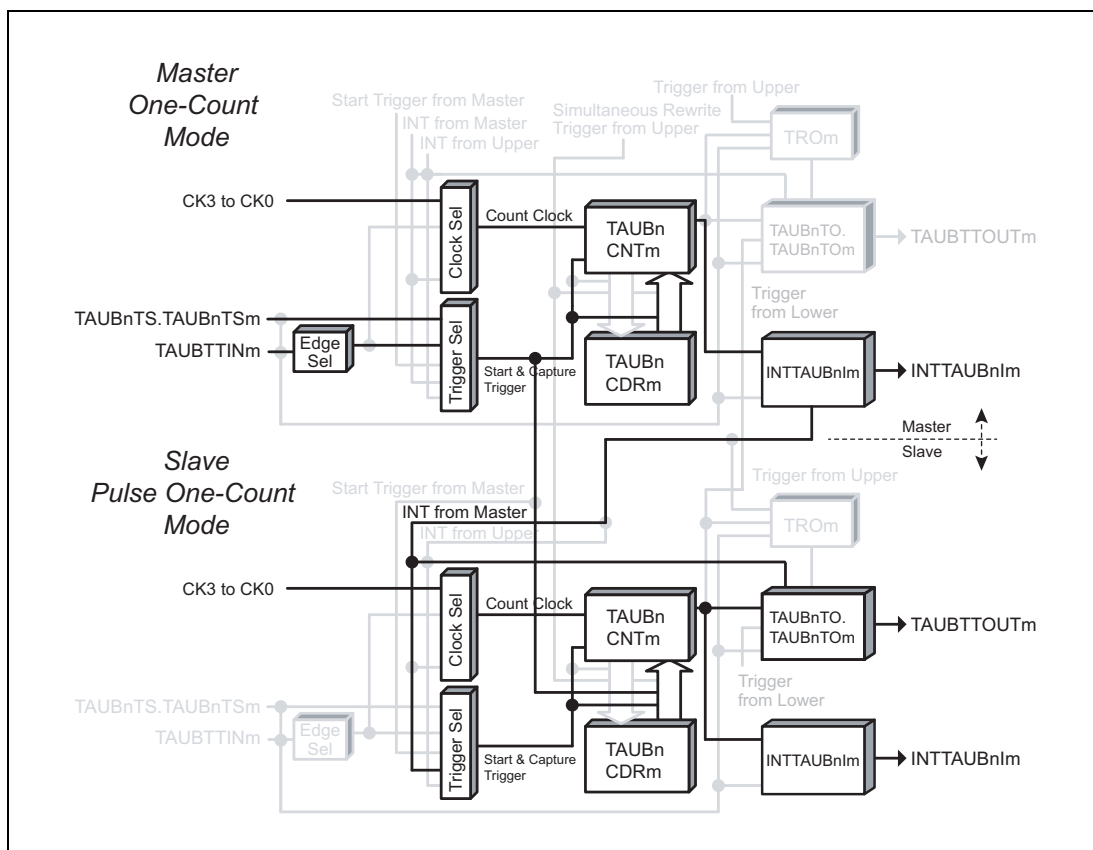 Master
One-Count
Mode
Start Trigger from Master
INT from Master
INT from Upper
Simultaneous Rewrite
Trigger from Upper
Trigger from Upper
TROm
CK3 to CK0
Clock Sel
Count Clock
TAUBn
CNTm
TAUBnTO.
TAUBnTOm
TAUBTTOUTm
TAUBnTS.TAUBnTSm
TAUBTTINm
Edge
Sel
Trigger Sel
Start & Capture
Trigger
TAUBn
CDRm
Trigger
from Lower
INTTAUBnIm
INTTAUBnIm
Master
Slave
Slave
Pulse One-Count
Mode
Start Trigger from Master
INT from Master
INT from Upper
Trigger from Upper
TROm
CK3 to CK0
Clock Sel
Count Clock
TAUBn
CNTm
TAUBnTO.
TAUBnTOm
TAUBTTOUTm
TAUBnTS.TAUBnTSm
TAUBTTINm
Edge
Sel
Trigger Sel
Start & Capture
Trigger
TAUBn
CDRm
Trigger
from Lower
INTTAUBnIm
INTTAUBnIm